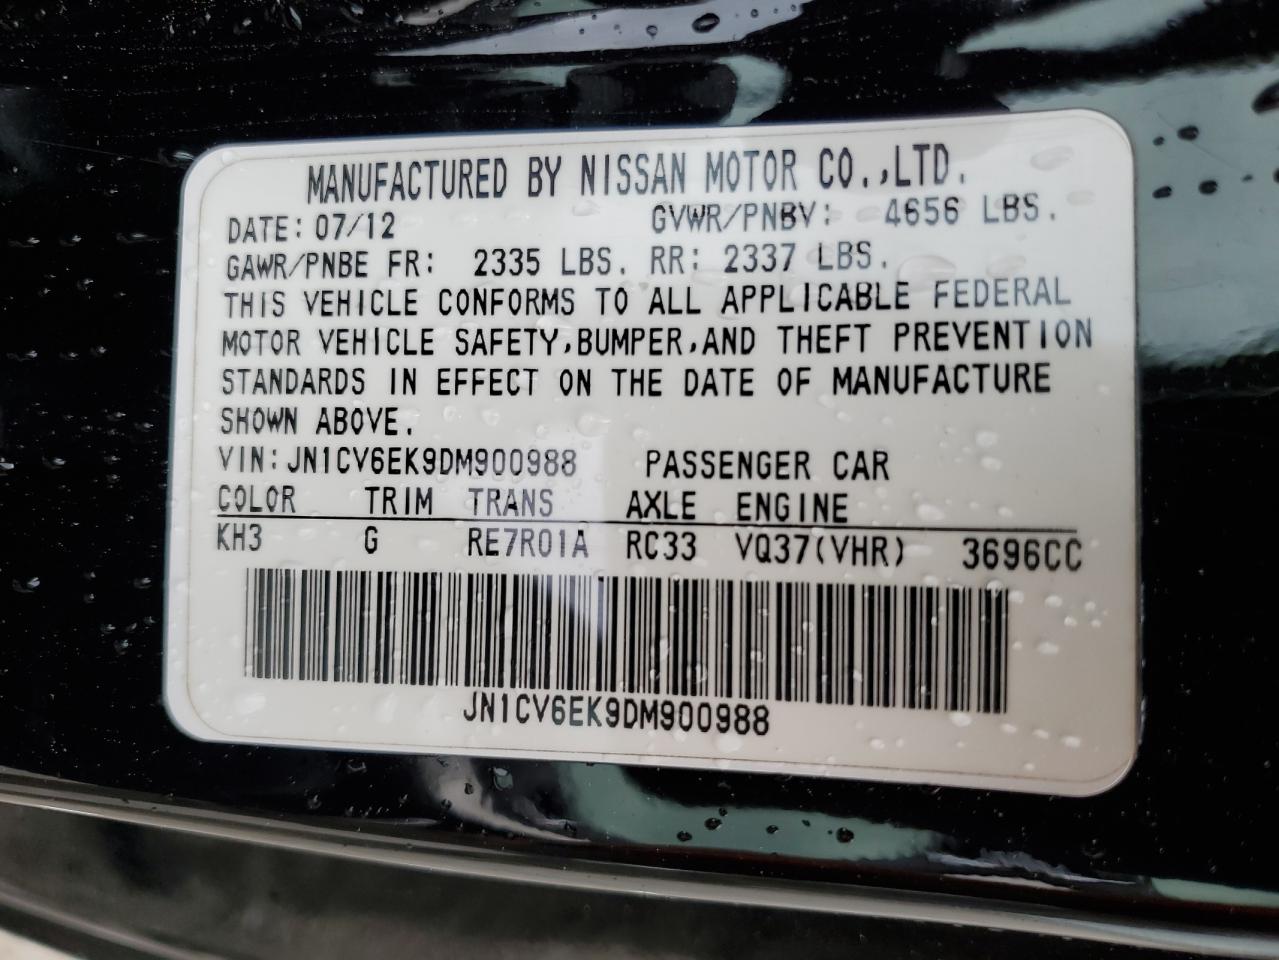 MANUFACTURED BY NISSAN MOTOR CO.,LTD.
DATE: 07/12 GVWR/PNBV: 4656 LBS.
GAWR/PNBE FR: 2335 LBS. RR: 2337 LBS.
THIS VEHICLE CONFORMS TO ALL APPLICABLE FEDERAL
MOTOR VEHICLE SAFETY,BUMPER,AND THEFT PREVENTION
STANDARDS IN EFFECT ON THE DATE OF MANUFACTURE
SHOWN ABOVE.
VIN: JN1CV6EK9DM900988 PASSENGER CAR
COLOR TRIM TRANS AXLE ENGINE
KH3 G RE7R01A RC33 VQ37(VHR) 3696CC
JN1CV6EK9DM900988